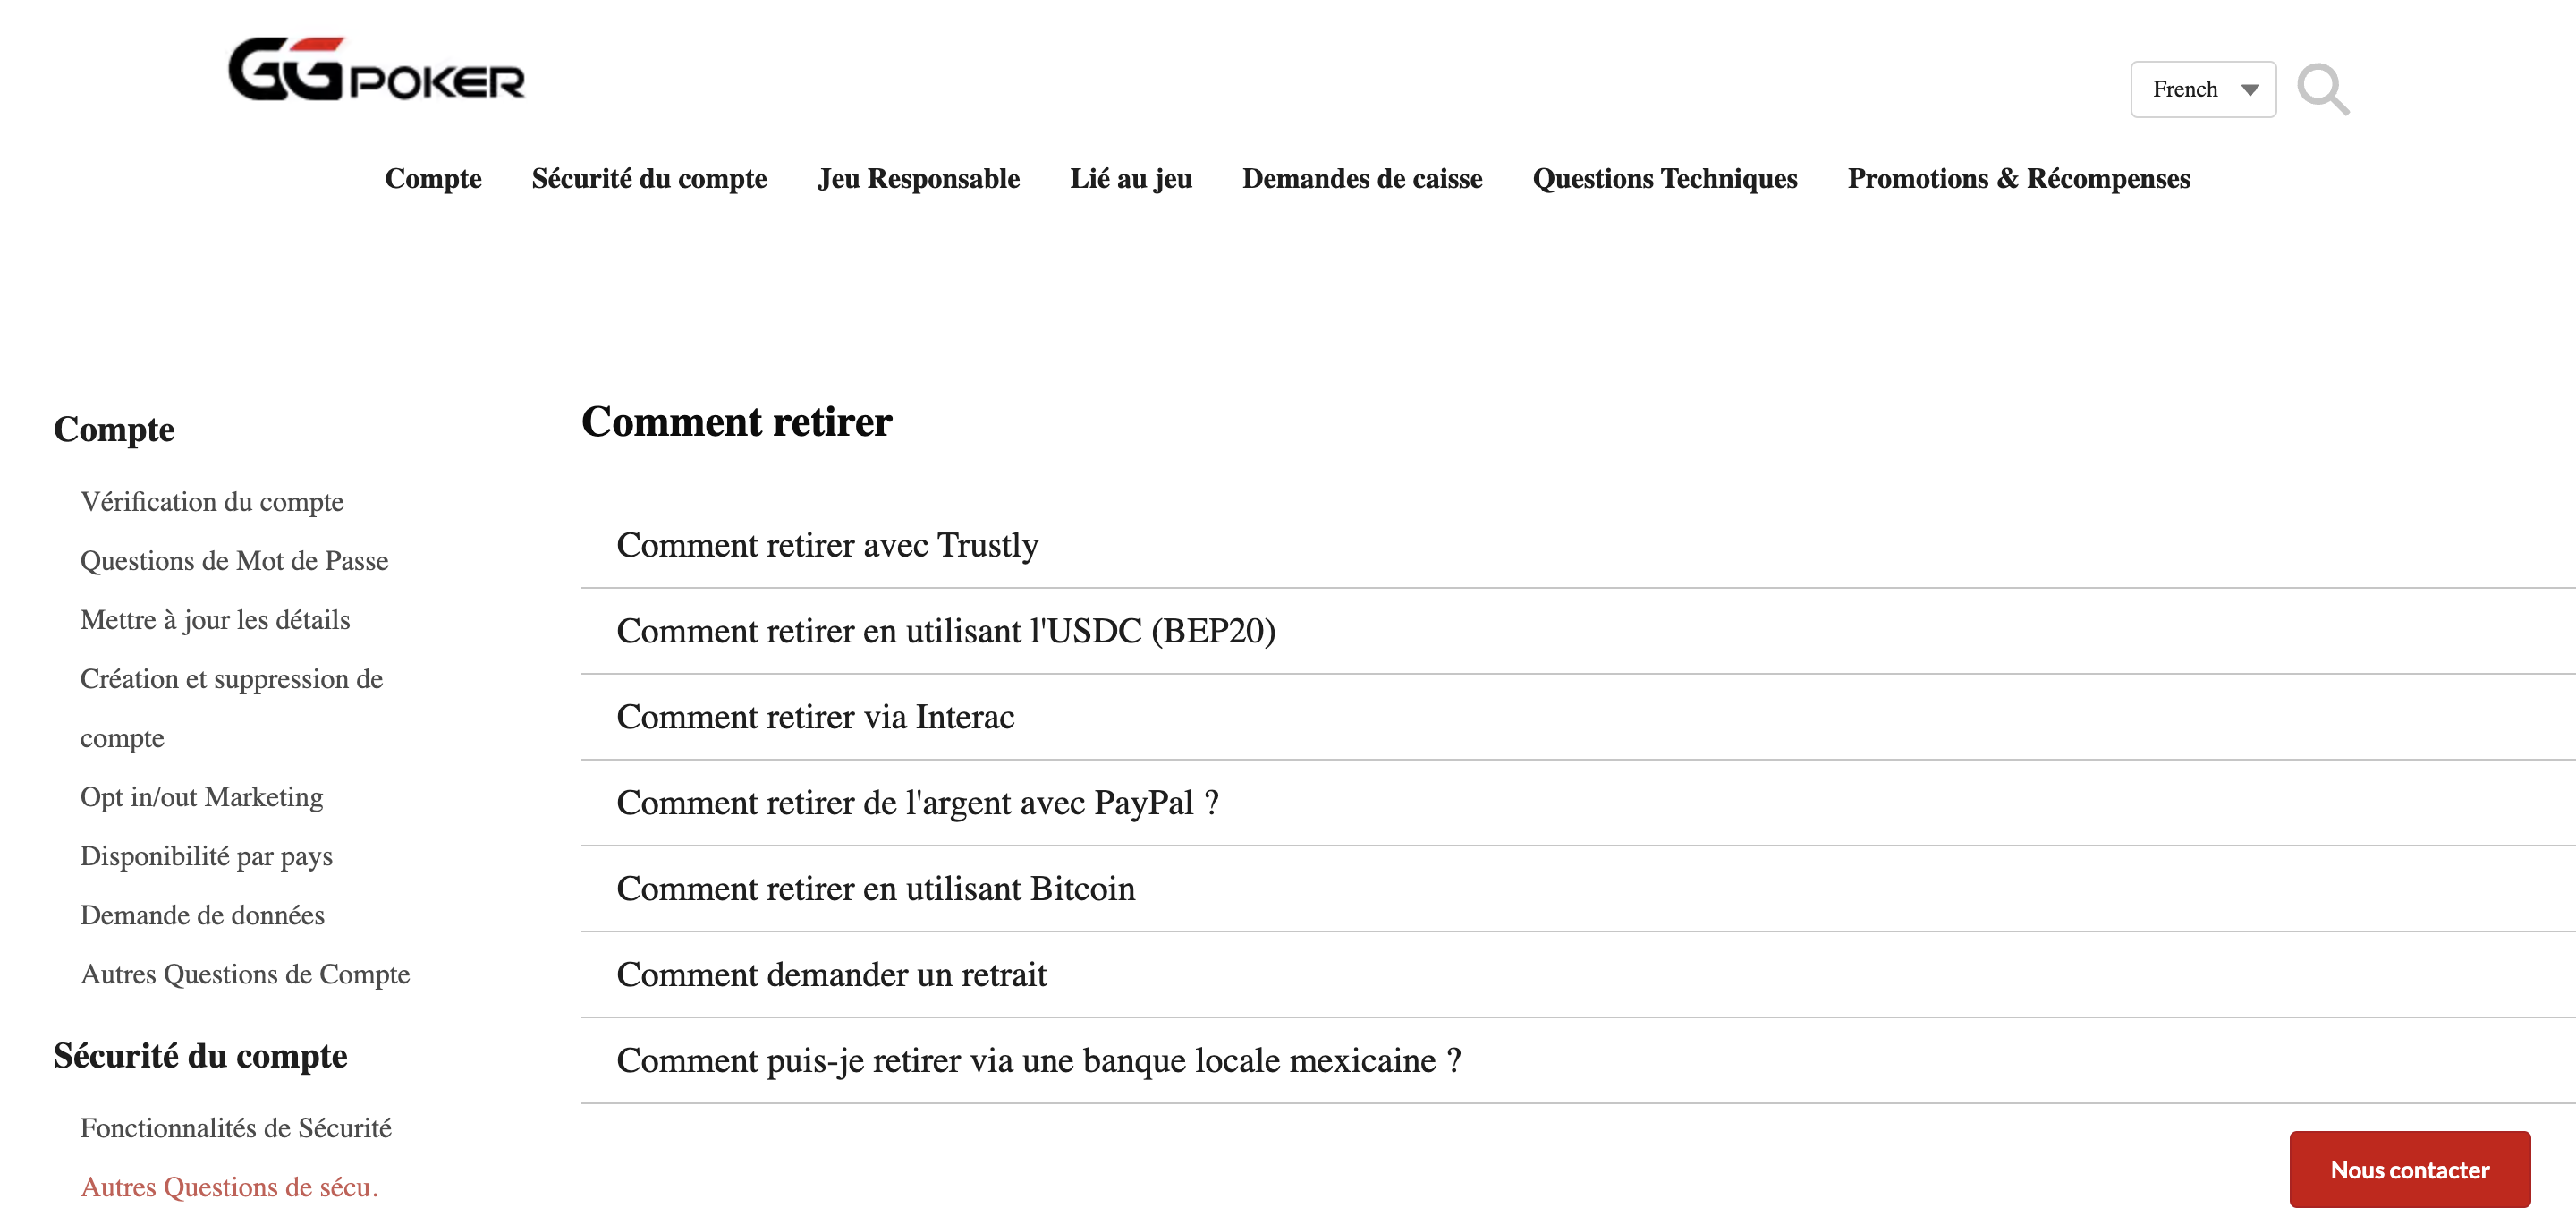 GGPOKER
French
Compte
Sécurité du compte
Jeu Responsable
Lié au jeu
Demandes de caisse
Questions Techniques
Promotions & Récompenses
Compte
Vérification du compte
Questions de Mot de Passe
Mettre à jour les détails
Création et suppression de
compte
Opt in/out Marketing
Disponibilité par pays
Demande de données
Autres Questions de Compte
Sécurité du compte
Fonctionnalités de Sécurité
Autres Questions de sécu.
Comment retirer
Comment retirer avec Trustly
Comment retirer en utilisant l'USDC (BEP20)
Comment retirer via Interac
Comment retirer de l'argent avec PayPal ?
Comment retirer en utilisant Bitcoin
Comment demander un retrait
Comment puis-je retirer via une banque locale mexicaine ?
Nous contacter